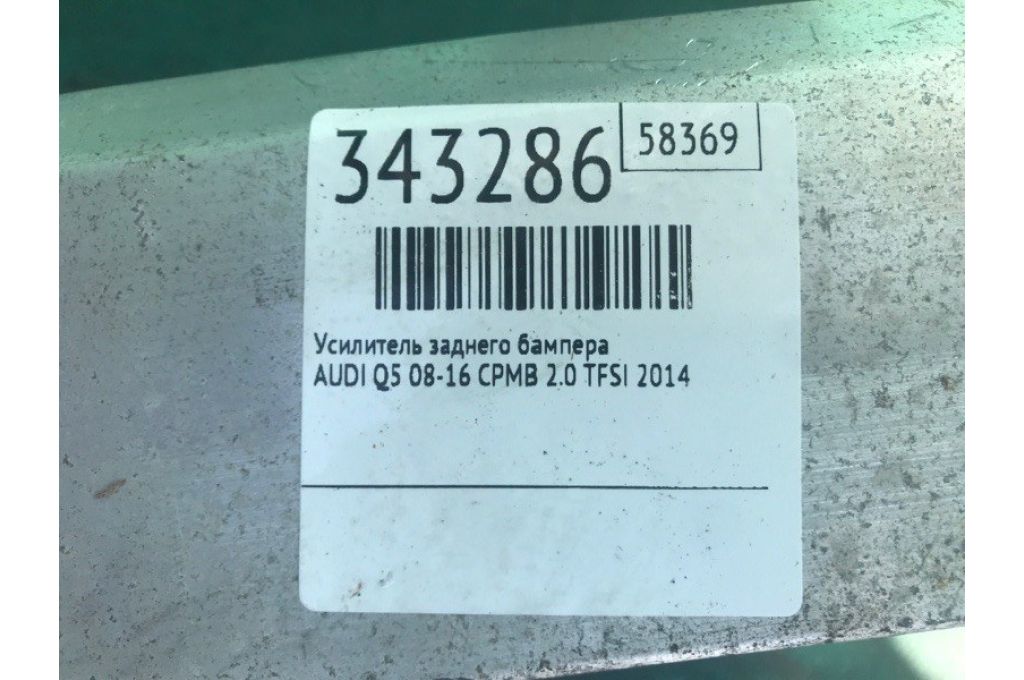 343286
58369
Усилитель заднего бампера
AUDI Q5 08-16 CPMB 2.0 TFSI 2014